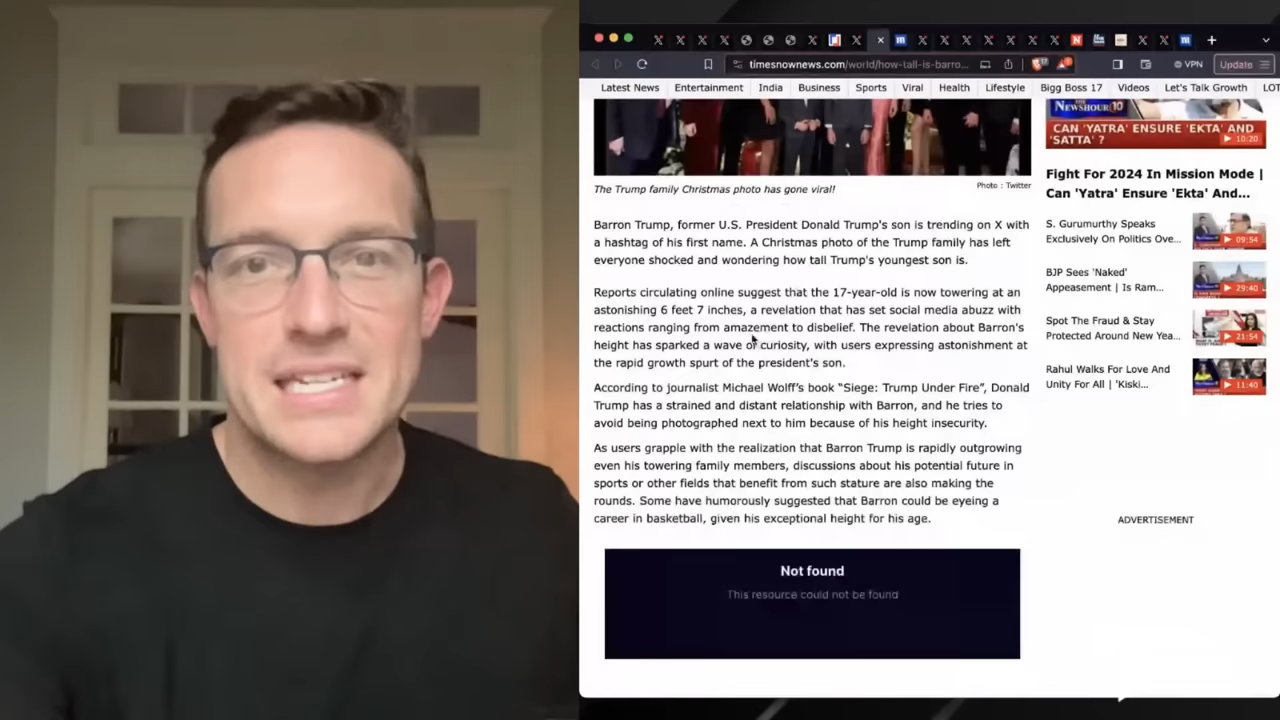 timesnownews.com/world/how-tall-is-barro...
VPN
Update
Latest News Entertainment India Business Sports Viral Health Lifestyle Bigg Boss 17 Videos Let's Talk Growth LOT
The Trump family Christmas photo has gone viral!
Photo : Twitter
Barron Trump, former U.S. President Donald Trump's son is trending on X with
a hashtag of his first name. A Christmas photo of the Trump family has left
everyone shocked and wondering how tall Trump's youngest son is.
Reports circulating online suggest that the 17-year-old is now towering at an
astonishing 6 feet 7 inches, a revelation that has set social media abuzz with
reactions ranging from amazement to disbelief. The revelation about Barron's
height has sparked a wave of curiosity, with users expressing astonishment at
the rapid growth spurt of the president's son.
According to journalist Michael Wolff's book “Siege: Trump Under Fire”, Donald
Trump has a strained and distant relationship with Barron, and he tries to
avoid being photographed next to him because of his height insecurity.
As users grapple with the realization that Barron Trump is rapidly outgrowing
even his towering family members, discussions about his potential future in
sports or other fields that benefit from such stature are also making the
rounds. Some have humorously suggested that Barron could be eyeing a
career in basketball, given his exceptional height for his age.
Not found
This resource could not be found
NEWSHOUR 10
CAN 'YATRA' ENSURE 'EKTA' AND
'SATTA' ?
10:20
Fight For 2024 In Mission Mode |
Can 'Yatra' Ensure 'Ekta' And...
S. Gurumurthy Speaks
Exclusively On Politics Ove...
09:54
BJP Sees 'Naked'
Appeasement | Is Ram...
29:40
Spot The Fraud & Stay
Protected Around New Yea...
21:54
Rahul Walks For Love And
Unity For All | 'Kiski...
11:40
ADVERTISEMENT